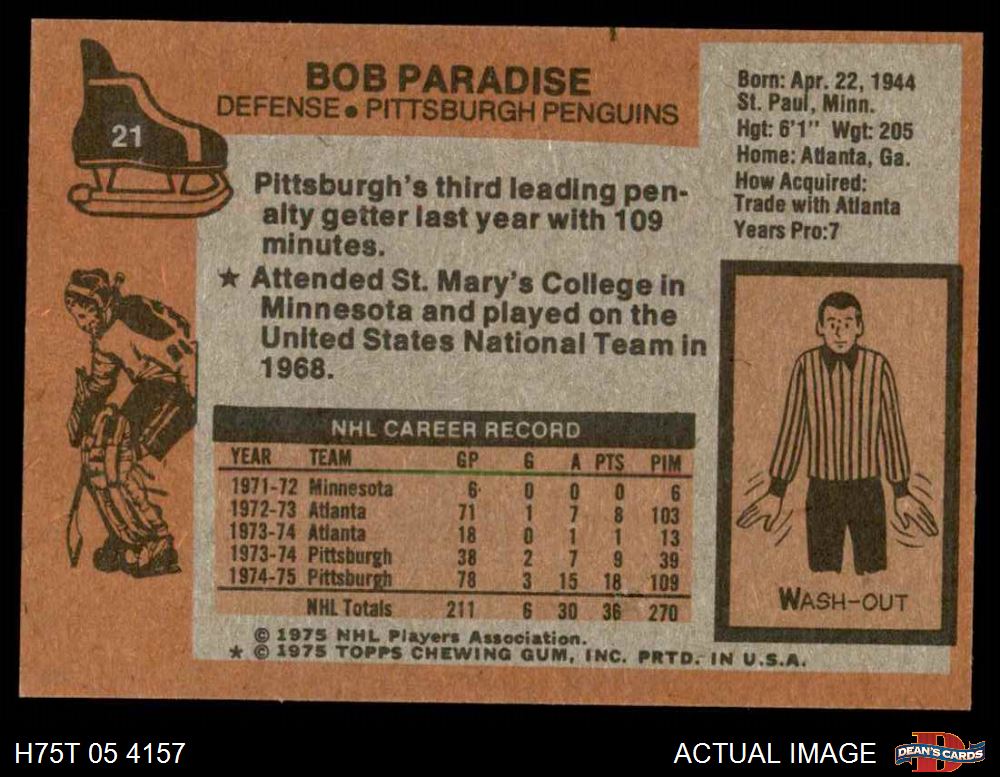 21
BOB PARADISE
DEFENSE • PITTSBURGH PENGUINS
Born: Apr. 22, 1944
St. Paul, Minn.
Hgt: 6'1" Wgt: 205
Home: Atlanta, Ga.
How Acquired:
Trade with Atlanta
Years Pro:7
Pittsburgh's third leading pen-
alty getter last year with 109
minutes.
★ Attended St. Mary's College in
Minnesota and played on the
United States National Team in
1968.
NHL CAREER RECORD
YEAR TEAM GP G A PTS PIM
1971-72 Minnesota 6 0 0 0 6
1972-73 Atlanta 71 1 7 8 103
1973-74 Atlanta 18 0 1 1 13
1973-74 Pittsburgh 38 2 7 9 39
1974-75 Pittsburgh 78 3 15 18 109
NHL Totals 211 6 30 36 270
© 1975 NHL Players Association.
★ © 1975 TOPPS CHEWING GUM, INC. PRTD. IN U.S.A.
WASH-OUT
H75T 05 4157
ACTUAL IMAGE
D
DEAN'S CARDS